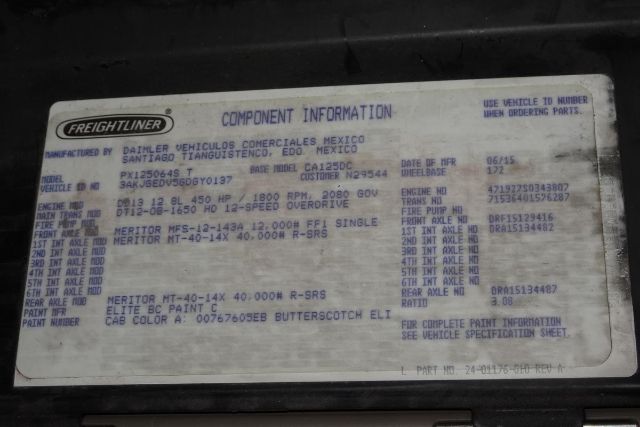 FREIGHTLINER ®
COMPONENT INFORMATION
USE VEHICLE ID NUMBER
WHEN ORDERING PARTS.
MANUFACTURED BY DAIMLER VEHICULOS COMERCIALES MEXICO
SANTIAGO TIANGUISTENCO, EDO. MEXICO
MODEL PX125064S T BASE MODEL CA125DC
VEHICLE ID NO 3AKJGEDV5GDGY0137 CUSTOMER N29544
DATE OF MFR 06/15
WHEELBASE 172
ENGINE MOD DD13 12.8L 450 HP / 1800 RPM, 2080 GOV
MAIN TRANS MOD DT12-OB-1650 HD 12-SPEED OVERDRIVE
FIRE PUMP MOD
FRONT AXLE MOD MERITOR MFS-12-143A 12,000# FF1 SINGLE
1ST INT AXLE MOD MERITOR MT-40-14X 40,000# R-SRS
2ND INT AXLE MOD
3RD INT AXLE MOD
4TH INT AXLE MOD
5TH INT AXLE MOD
6TH INT AXLE MOD
REAR AXLE MOD MERITOR MT-40-14X 40,000# R-SRS
PAINT MFR ELITE BC PAINT C
PAINT NUMBER CAB COLOR A: 00767605EB BUTTERSCOTCH ELI
ENGINE NO 471927S0343807
TRANS NO 71536401576287
FIRE PUMP NO
FRONT AXLE NO DRF15129416
1ST INT AXLE NO DRA15134482
2ND INT AXLE NO
3RD INT AXLE NO
4TH INT AXLE NO
5TH INT AXLE NO
6TH INT AXLE NO
REAR AXLE NO DRA15134487
RATIO 3.08
FOR COMPLETE PAINT INFORMATION
SEE VEHICLE SPECIFICATION SHEET.
L PART NO. 24-01176-010 REV A